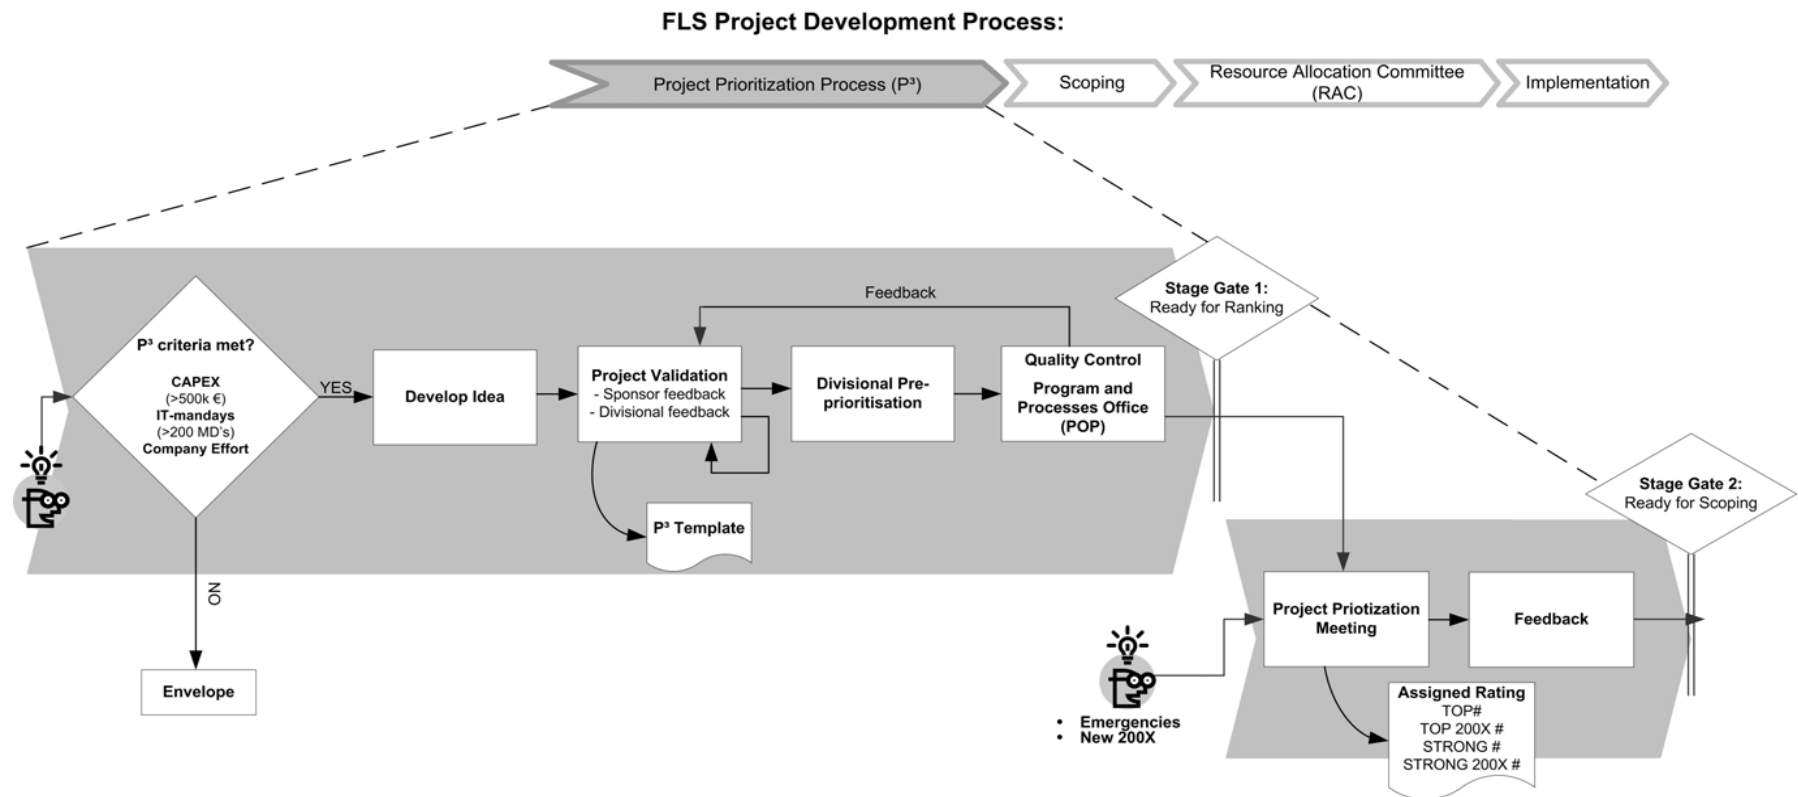 FLS Project Development Process:
Project Prioritization Process (P³)
Scoping
Resource Allocation Committee
(RAC)
Implementation
Stage Gate 1:
Ready for Ranking
Feedback
P³ criteria met?
CAPEX
(>500k €)
IT-mandays
(>200 MD's)
Company Effort
YES
NO
Develop Idea
Project Validation
- Sponsor feedback
- Divisional feedback
Divisional Pre-
prioritisation
Quality Control
Program and
Processes Office
(POP)
P³ Template
Envelope
Stage Gate 2:
Ready for Scoping
Project Priotization
Meeting
Feedback
• Emergencies
• New 200X
Assigned Rating
TOP#
TOP 200X #
STRONG #
STRONG 200X #